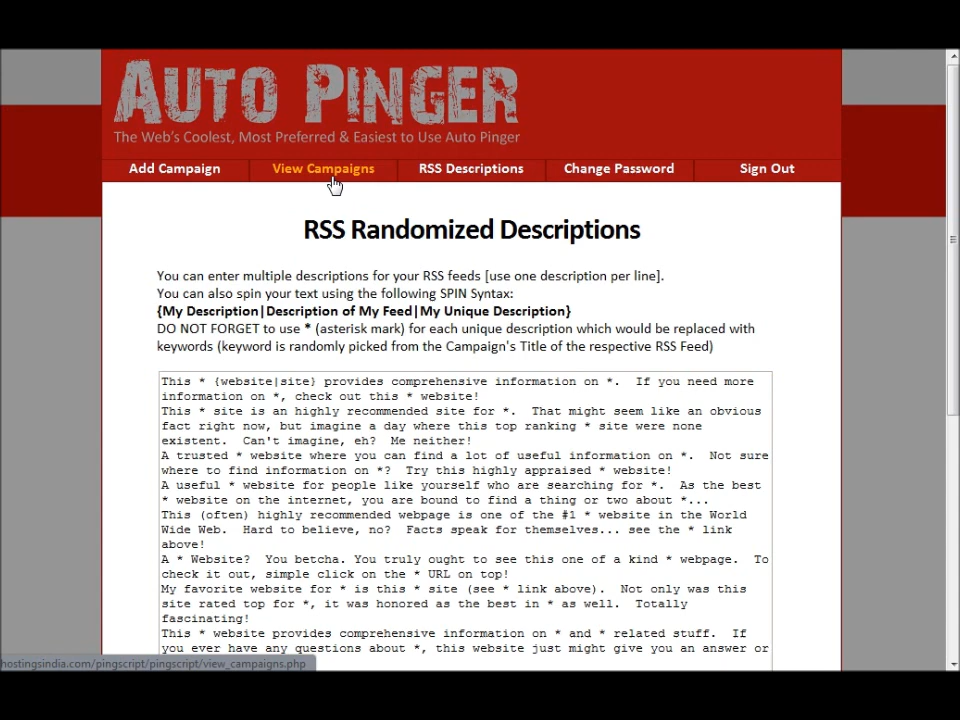 AUTO PINGER
The Web's Coolest, Most Preferred & Easiest to Use Auto Pinger
Add Campaign
View Campaigns
RSS Descriptions
Change Password
Sign Out
RSS Randomized Descriptions
You can enter multiple descriptions for your RSS feeds [use one description per line].
You can also spin your text using the following SPIN Syntax:
{My Description|Description of My Feed|My Unique Description}
DO NOT FORGET to use * (asterisk mark) for each unique description which would be replaced with
keywords (keyword is randomly picked from the Campaign's Title of the respective RSS Feed)
This * {website|site} provides comprehensive information on *.  If you need more
information on *, check out this * website!
This * site is an highly recommended site for *.  That might seem like an obvious
fact right now, but imagine a day where this top ranking * site were none
existent.  Can't imagine, eh?  Me neither!
A trusted * website where you can find a lot of useful information on *.  Not sure
where to find information on *?  Try this highly appraised * website!
A useful * website for people like yourself who are searching for *.  As the best
* website on the internet, you are bound to find a thing or two about *...
This (often) highly recommended webpage is one of the #1 * website in the World
Wide Web.  Hard to believe, no?  Facts speak for themselves... see the * link
above!
A * Website?  You betcha. You truly ought to see this one of a kind * webpage.  To
check it out, simple click on the * URL on top!
My favorite website for * is this * site (see * link above).  Not only was this
site rated top for *, it was honored as the best in * as well.  Totally
fascinating!
This * website provides comprehensive information on * and * related stuff.  If
you ever have any questions about *, this website just might give you an answer or
hostingsindia.com/pingscript/pingscript/view_campaigns.php